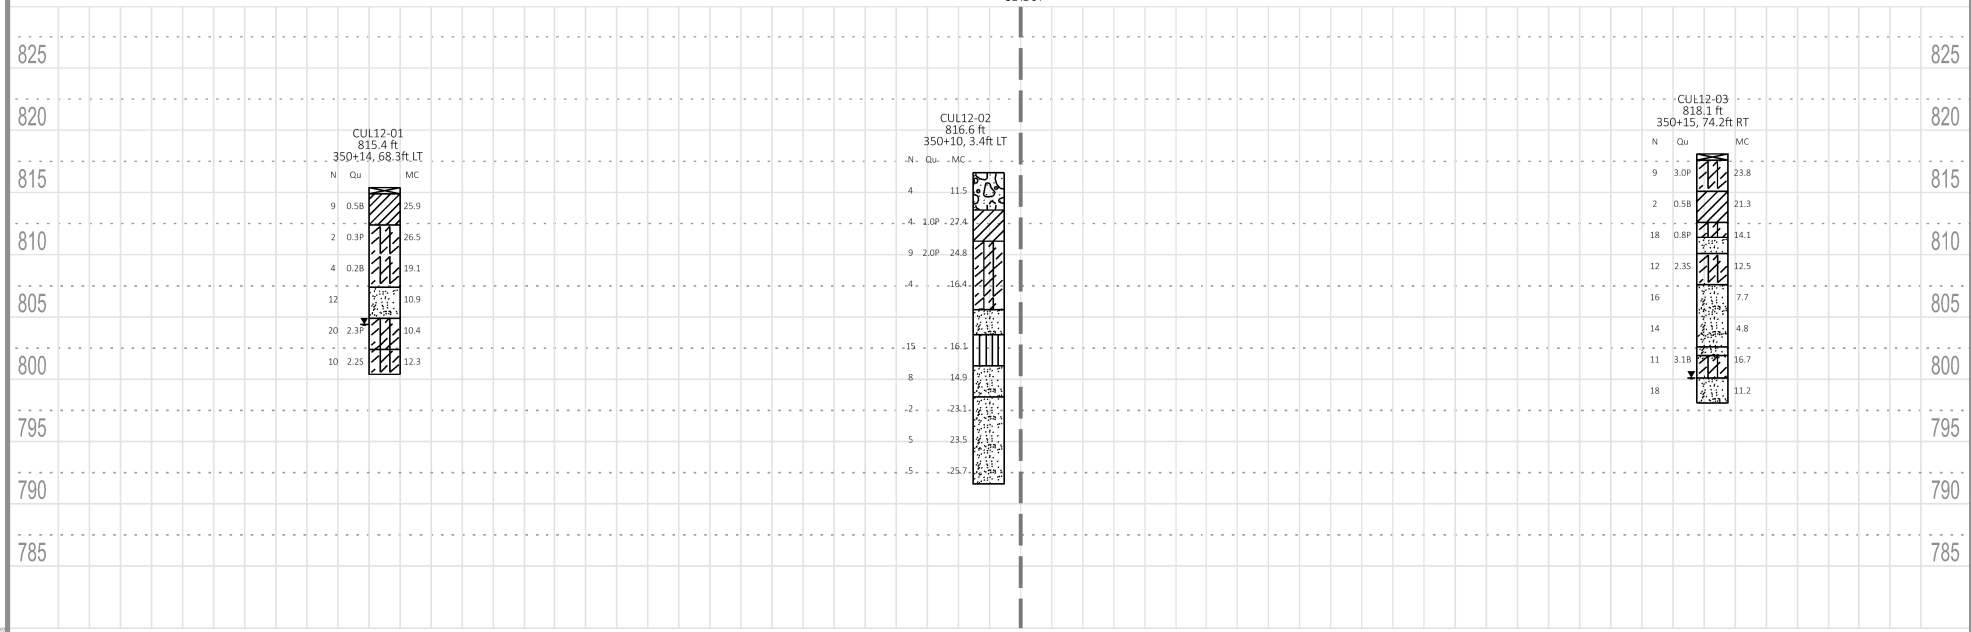 825
820
815
810
805
800
795
790
785
CUL12-01
815.4 ft
350+14, 68.3ft LT
N Qu MC
9 0.5B 25.9
2 0.3P 26.5
4 0.2B 19.1
12 10.9
20 2.3P 10.4
10 2.2S 12.3
CUL12-02
816.6 ft
350+10, 3.4ft LT
N Qu MC
4 11.5
4 1.0P 27.4
9 2.0P 24.8
4 16.4
15 16.1
8 14.9
2 23.1
5 23.5
5 25.7
CUL12-03
818.1 ft
350+15, 74.2ft RT
N Qu MC
9 3.0P 23.8
2 0.5B 21.3
18 0.8P 14.1
12 2.3S 12.5
16 7.7
14 4.8
11 3.1B 16.7
18 11.2
825
820
815
810
805
800
795
790
785